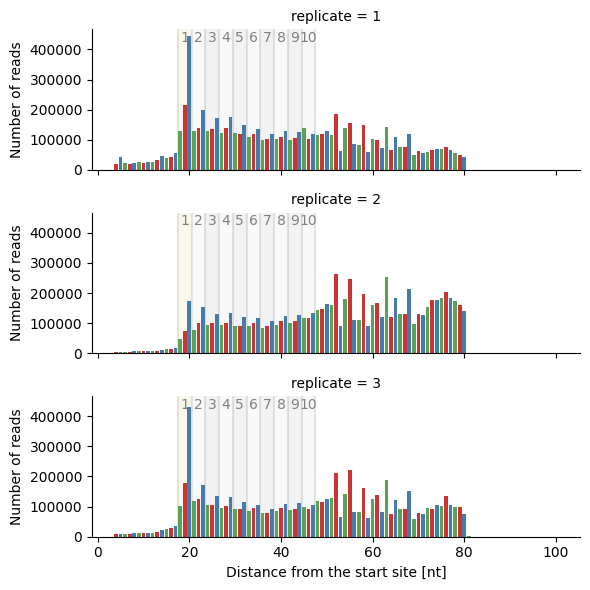 replicate = 1
Number of reads
400000
300000
200000
100000
0
1 2 3 4 5 6 7 8 9 10
replicate = 2
Number of reads
400000
300000
200000
100000
0
1 2 3 4 5 6 7 8 9 10
replicate = 3
Number of reads
400000
300000
200000
100000
0
1 2 3 4 5 6 7 8 9 10
0 20 40 60 80 100
Distance from the start site [nt]